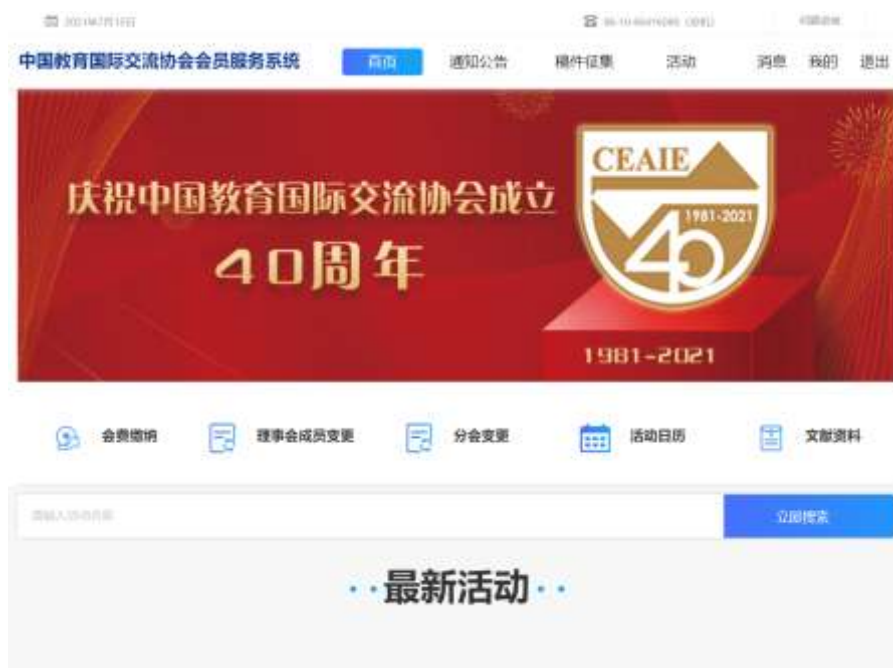 中国教育国际交流协会会员服务系统 首页 通知公告 稿件征集 活动 消息 我的 退出
庆祝中国教育国际交流协会成立
40周年
CEAIE
1981-2021
40
1981-2021
会费缴纳 理事会成员变更 分会变更 活动日历 文献资料
立即搜索
··最新活动··